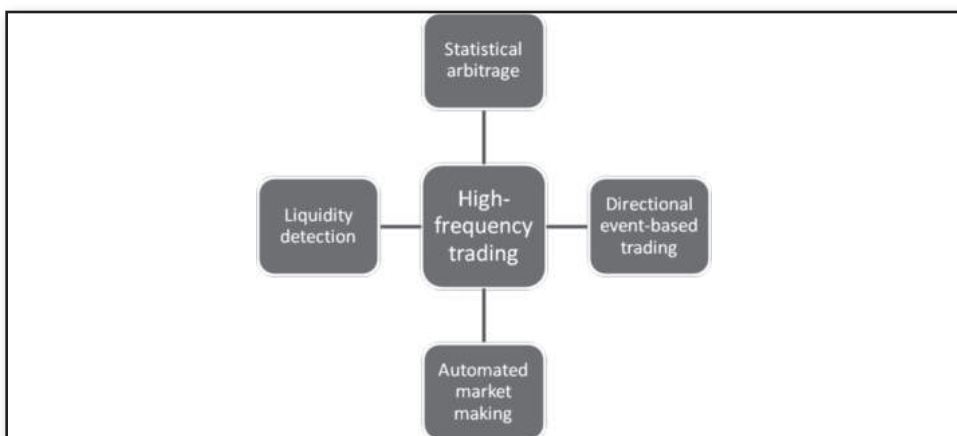 Statistical
arbitrage
Liquidity
detection
High-
frequency
trading
Directional
event-based
trading
Automated
market
making